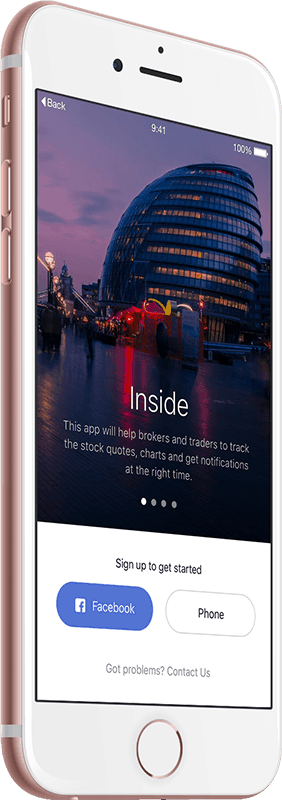 Back
9:41
100%
Inside
This app will help brokers and traders to track
the stock quotes, charts and get notifications
at the right time.
Sign up to get started
Facebook
Phone
Got problems? Contact Us